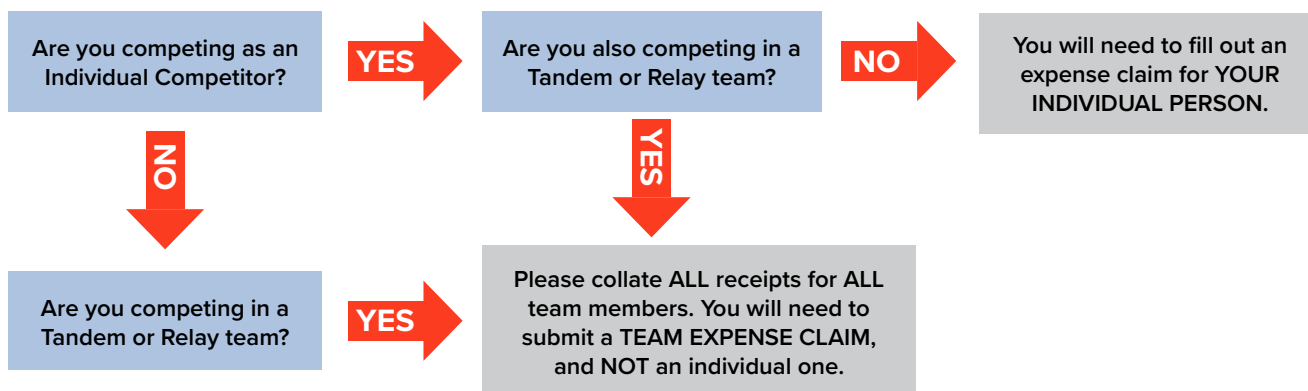 Are you competing as an
Individual Competitor?
YES
Are you also competing in a
Tandem or Relay team?
NO
You will need to fill out an
expense claim for YOUR
INDIVIDUAL PERSON.
NO
YES
Are you competing in a
Tandem or Relay team?
YES
Please collate ALL receipts for ALL
team members. You will need to
submit a TEAM EXPENSE CLAIM,
and NOT an individual one.